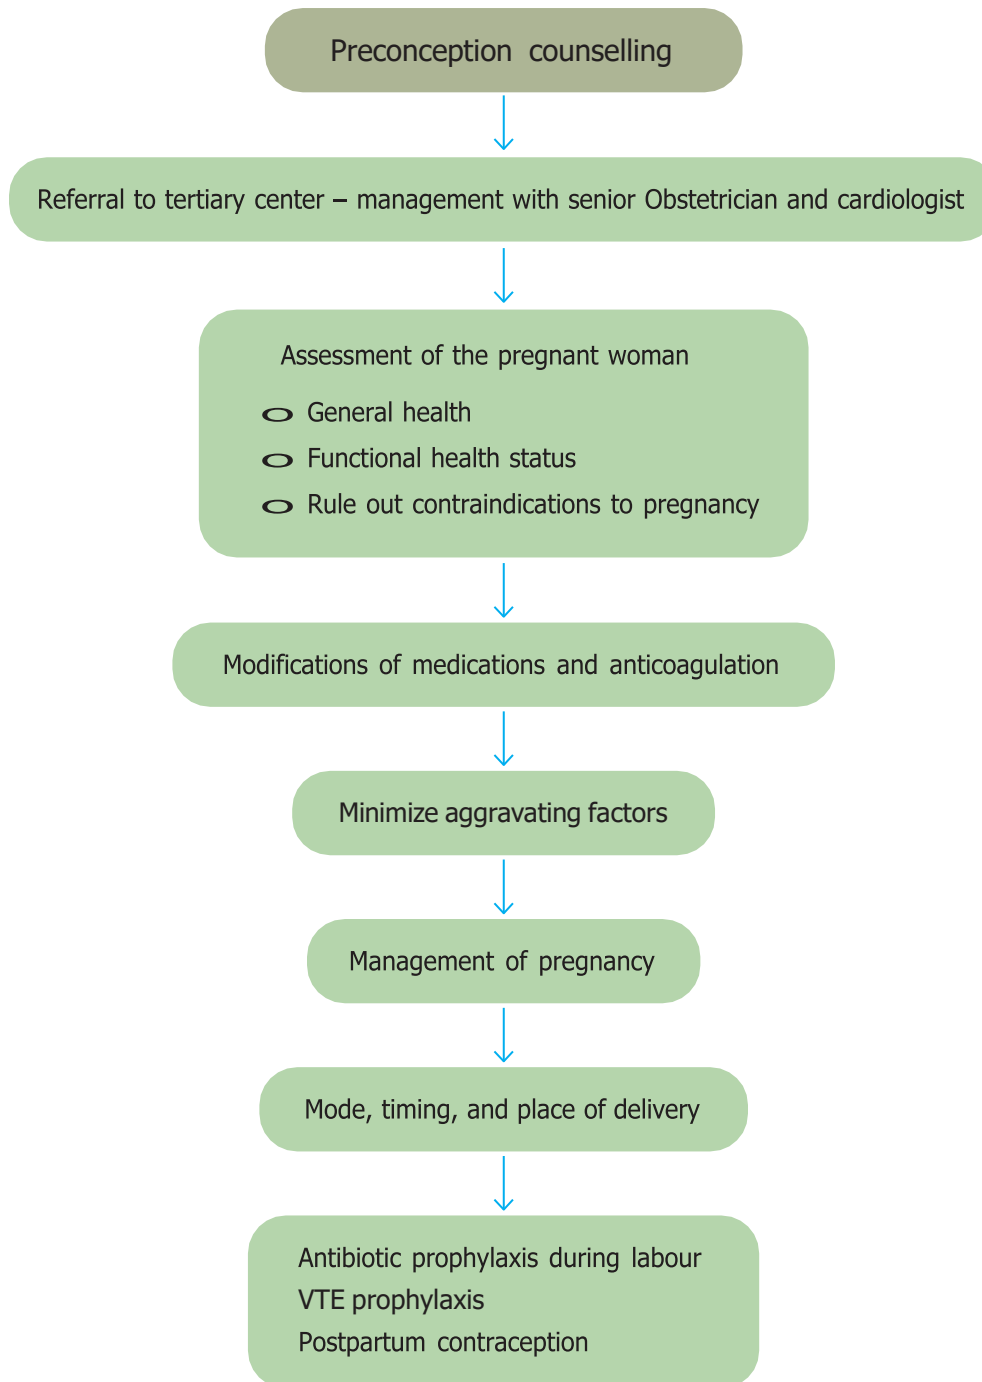 Preconception counselling
Referral to tertiary center – management with senior Obstetrician and cardiologist
Assessment of the pregnant woman
General health
Functional health status
Rule out contraindications to pregnancy
Modifications of medications and anticoagulation
Minimize aggravating factors
Management of pregnancy
Mode, timing, and place of delivery
Antibiotic prophylaxis during labour
VTE prophylaxis
Postpartum contraception